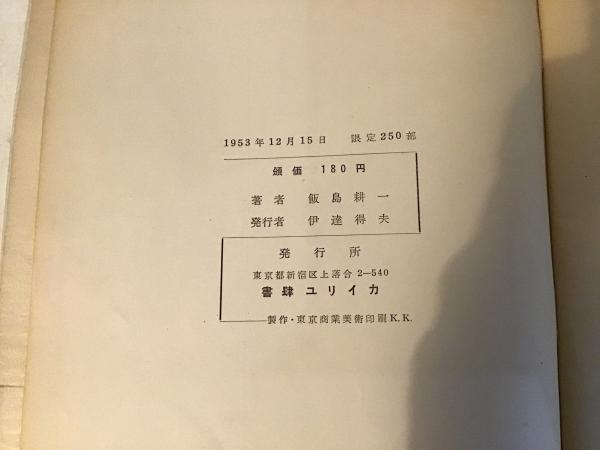 1953年12月15日　限定250部
頒価 180円
著者　飯島耕一
発行者　伊達得夫
発行所
東京都新宿区上落合2—540
書肆ユリイカ
製作・東京商業美術印刷K.K.